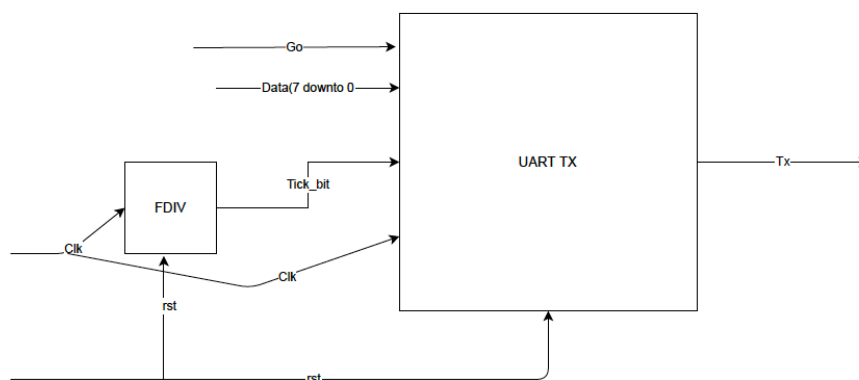 Go
Data(7 downto 0
UART TX
Tx
Tick_bit
FDIV
Clk
Clk
rst
rst